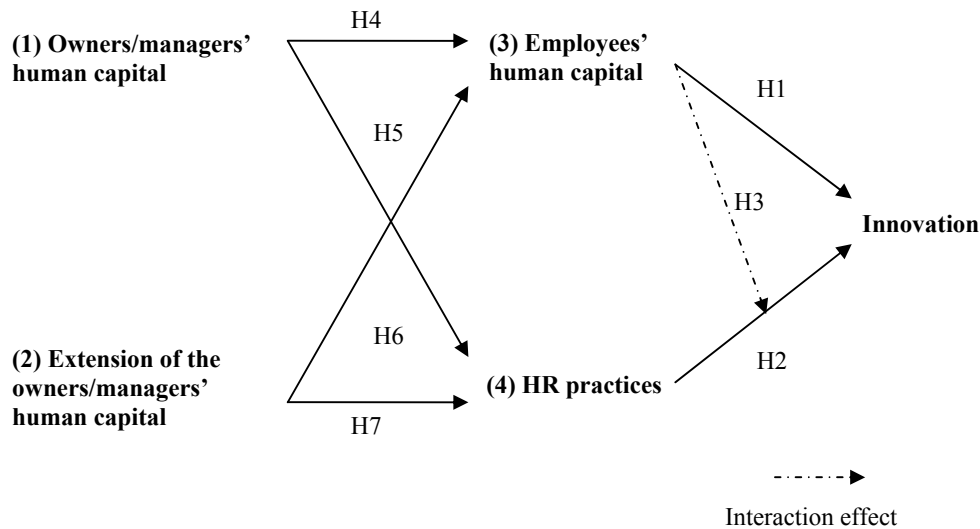 H4
(1) Owners/managers’
human capital
(3) Employees’
human capital
H1
H5
H3
Innovation
H6
(2) Extension of the
owners/managers’
human capital
H2
(4) HR practices
H7
Interaction effect